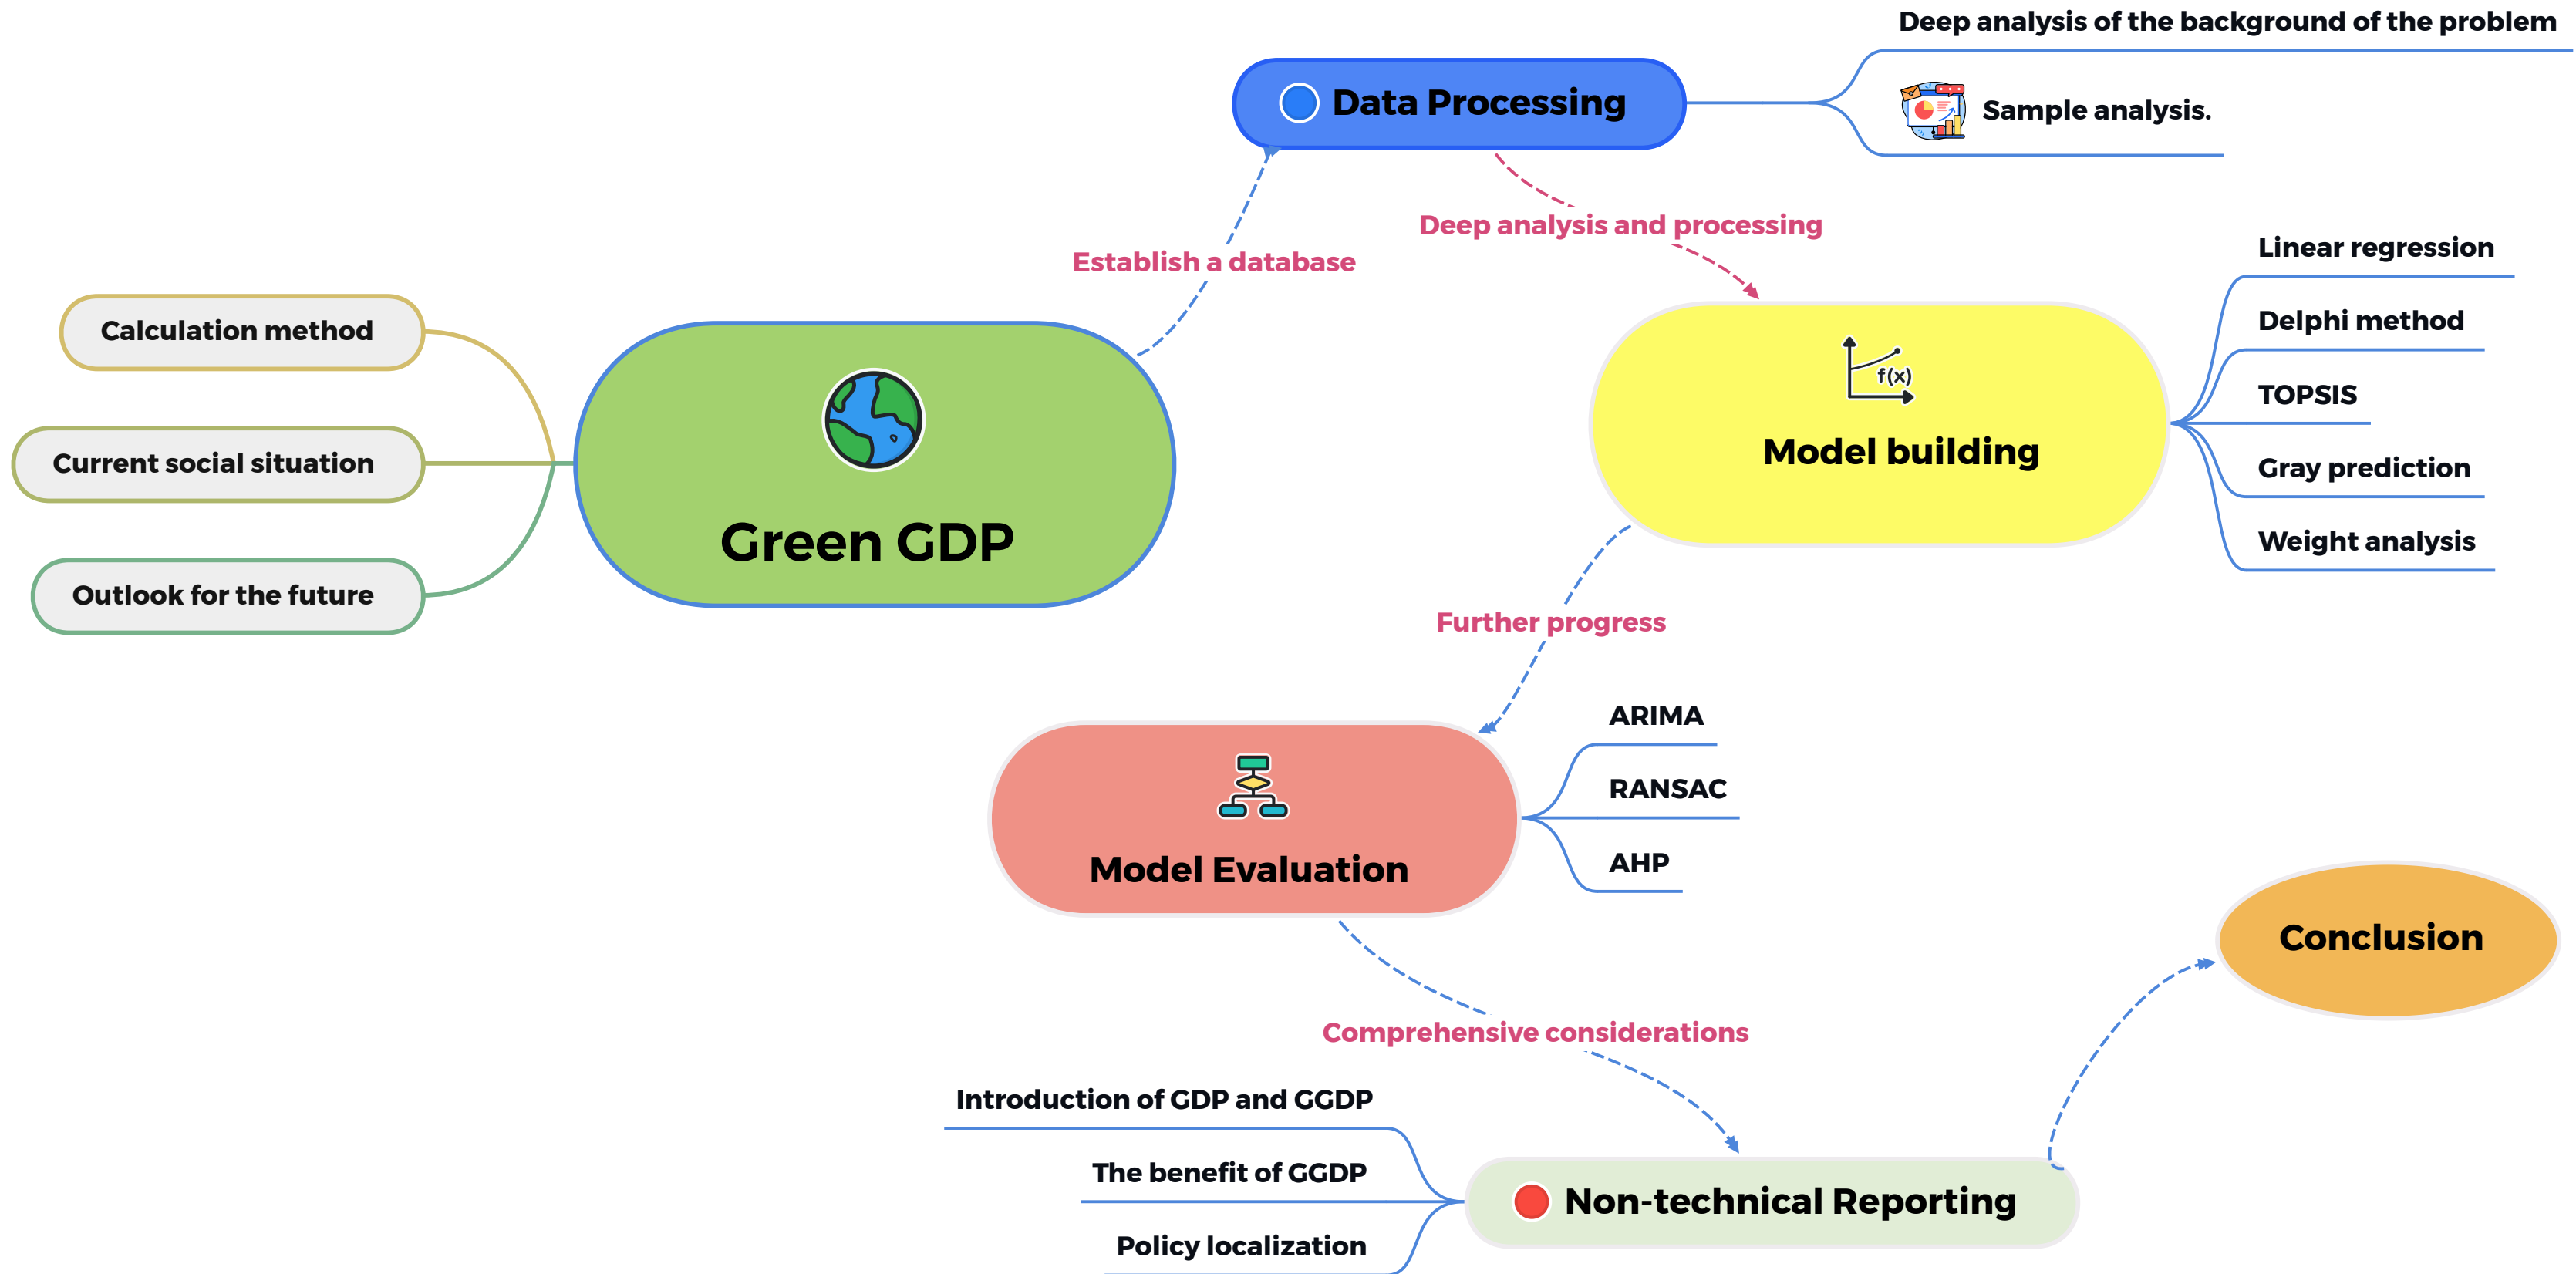 Deep analysis of the background of the problem
Data Processing
Sample analysis.
Deep analysis and processing
Establish a database
Linear regression
Delphi method
TOPSIS
Gray prediction
Weight analysis
f(x)
Model building
Calculation method
Current social situation
Outlook for the future
Green GDP
Further progress
ARIMA
RANSAC
AHP
Model Evaluation
Conclusion
Comprehensive considerations
Introduction of GDP and GGDP
The benefit of GGDP
Policy localization
Non-technical Reporting